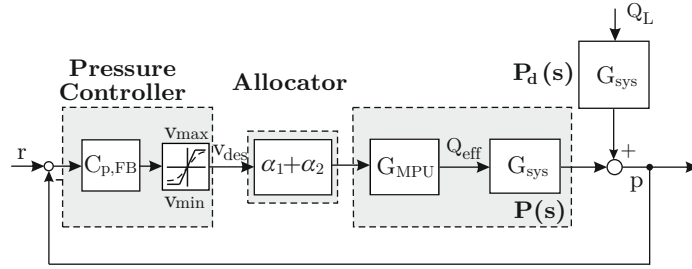 Q_L
P_d(s)
G_sys
Pressure
Controller
Allocator
r
-
C_p,FB
v_max
v_min
v_des
α_1+α_2
G_MPU
Q_eff
G_sys
P(s)
+
p